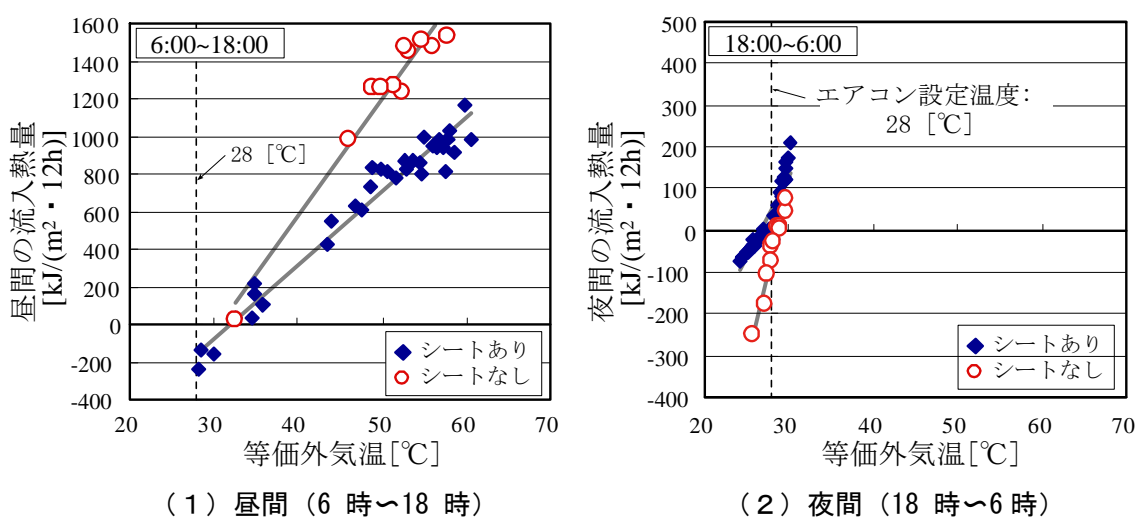 1600
1400
1200
1000
800
600
400
200
0
-200
-400
昼間の流入熱量
[kJ/(m²・12h)]
6:00~18:00
28 [℃]
シートあり
シートなし
20
30
40
50
60
70
等価外気温[℃]
(1)昼間(6 時～18 時)
500
400
300
200
100
0
-100
-200
-300
-400
夜間の流入熱量
[kJ/(m²・12h)]
18:00~6:00
エアコン設定温度:
28 [℃]
シートあり
シートなし
20
30
40
50
60
70
等価外気温[℃]
(2)夜間(18 時～6 時)